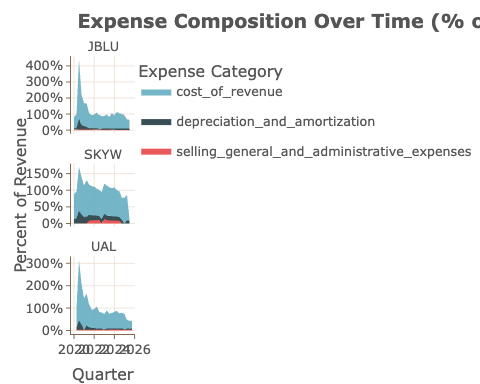 Expense Composition Over Time (% o
JBLU
400%
300%
200%
100%
0%
Expense Category
cost_of_revenue
depreciation_and_amortization
selling_general_and_administrative_expenses
Percent of Revenue
SKYW
150%
100%
50%
0%
UAL
300%
200%
100%
0%
2020 2022 2024 2026
Quarter